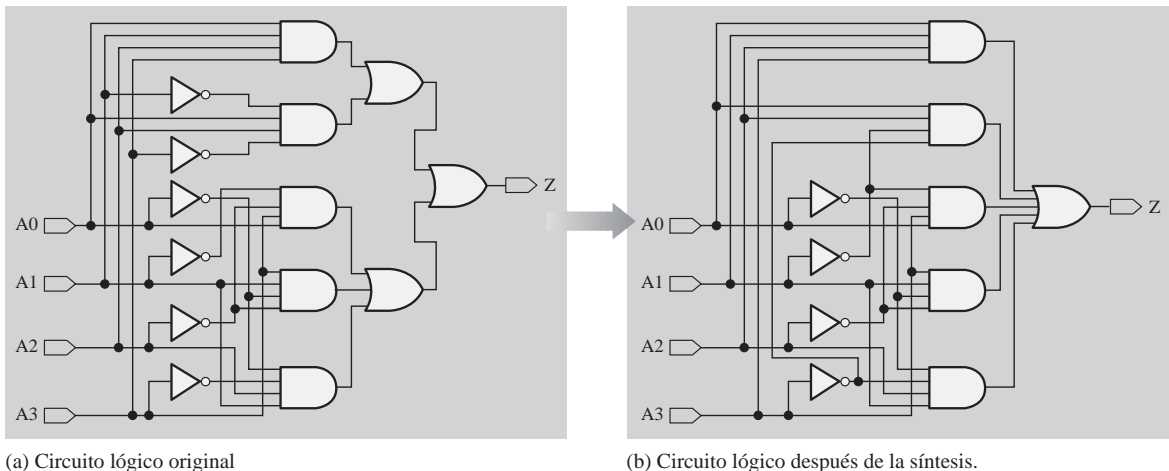 A0
A1
A2
A3
Z
(a) Circuito lógico original
A0
A1
A2
A3
Z
(b) Circuito lógico después de la síntesis.